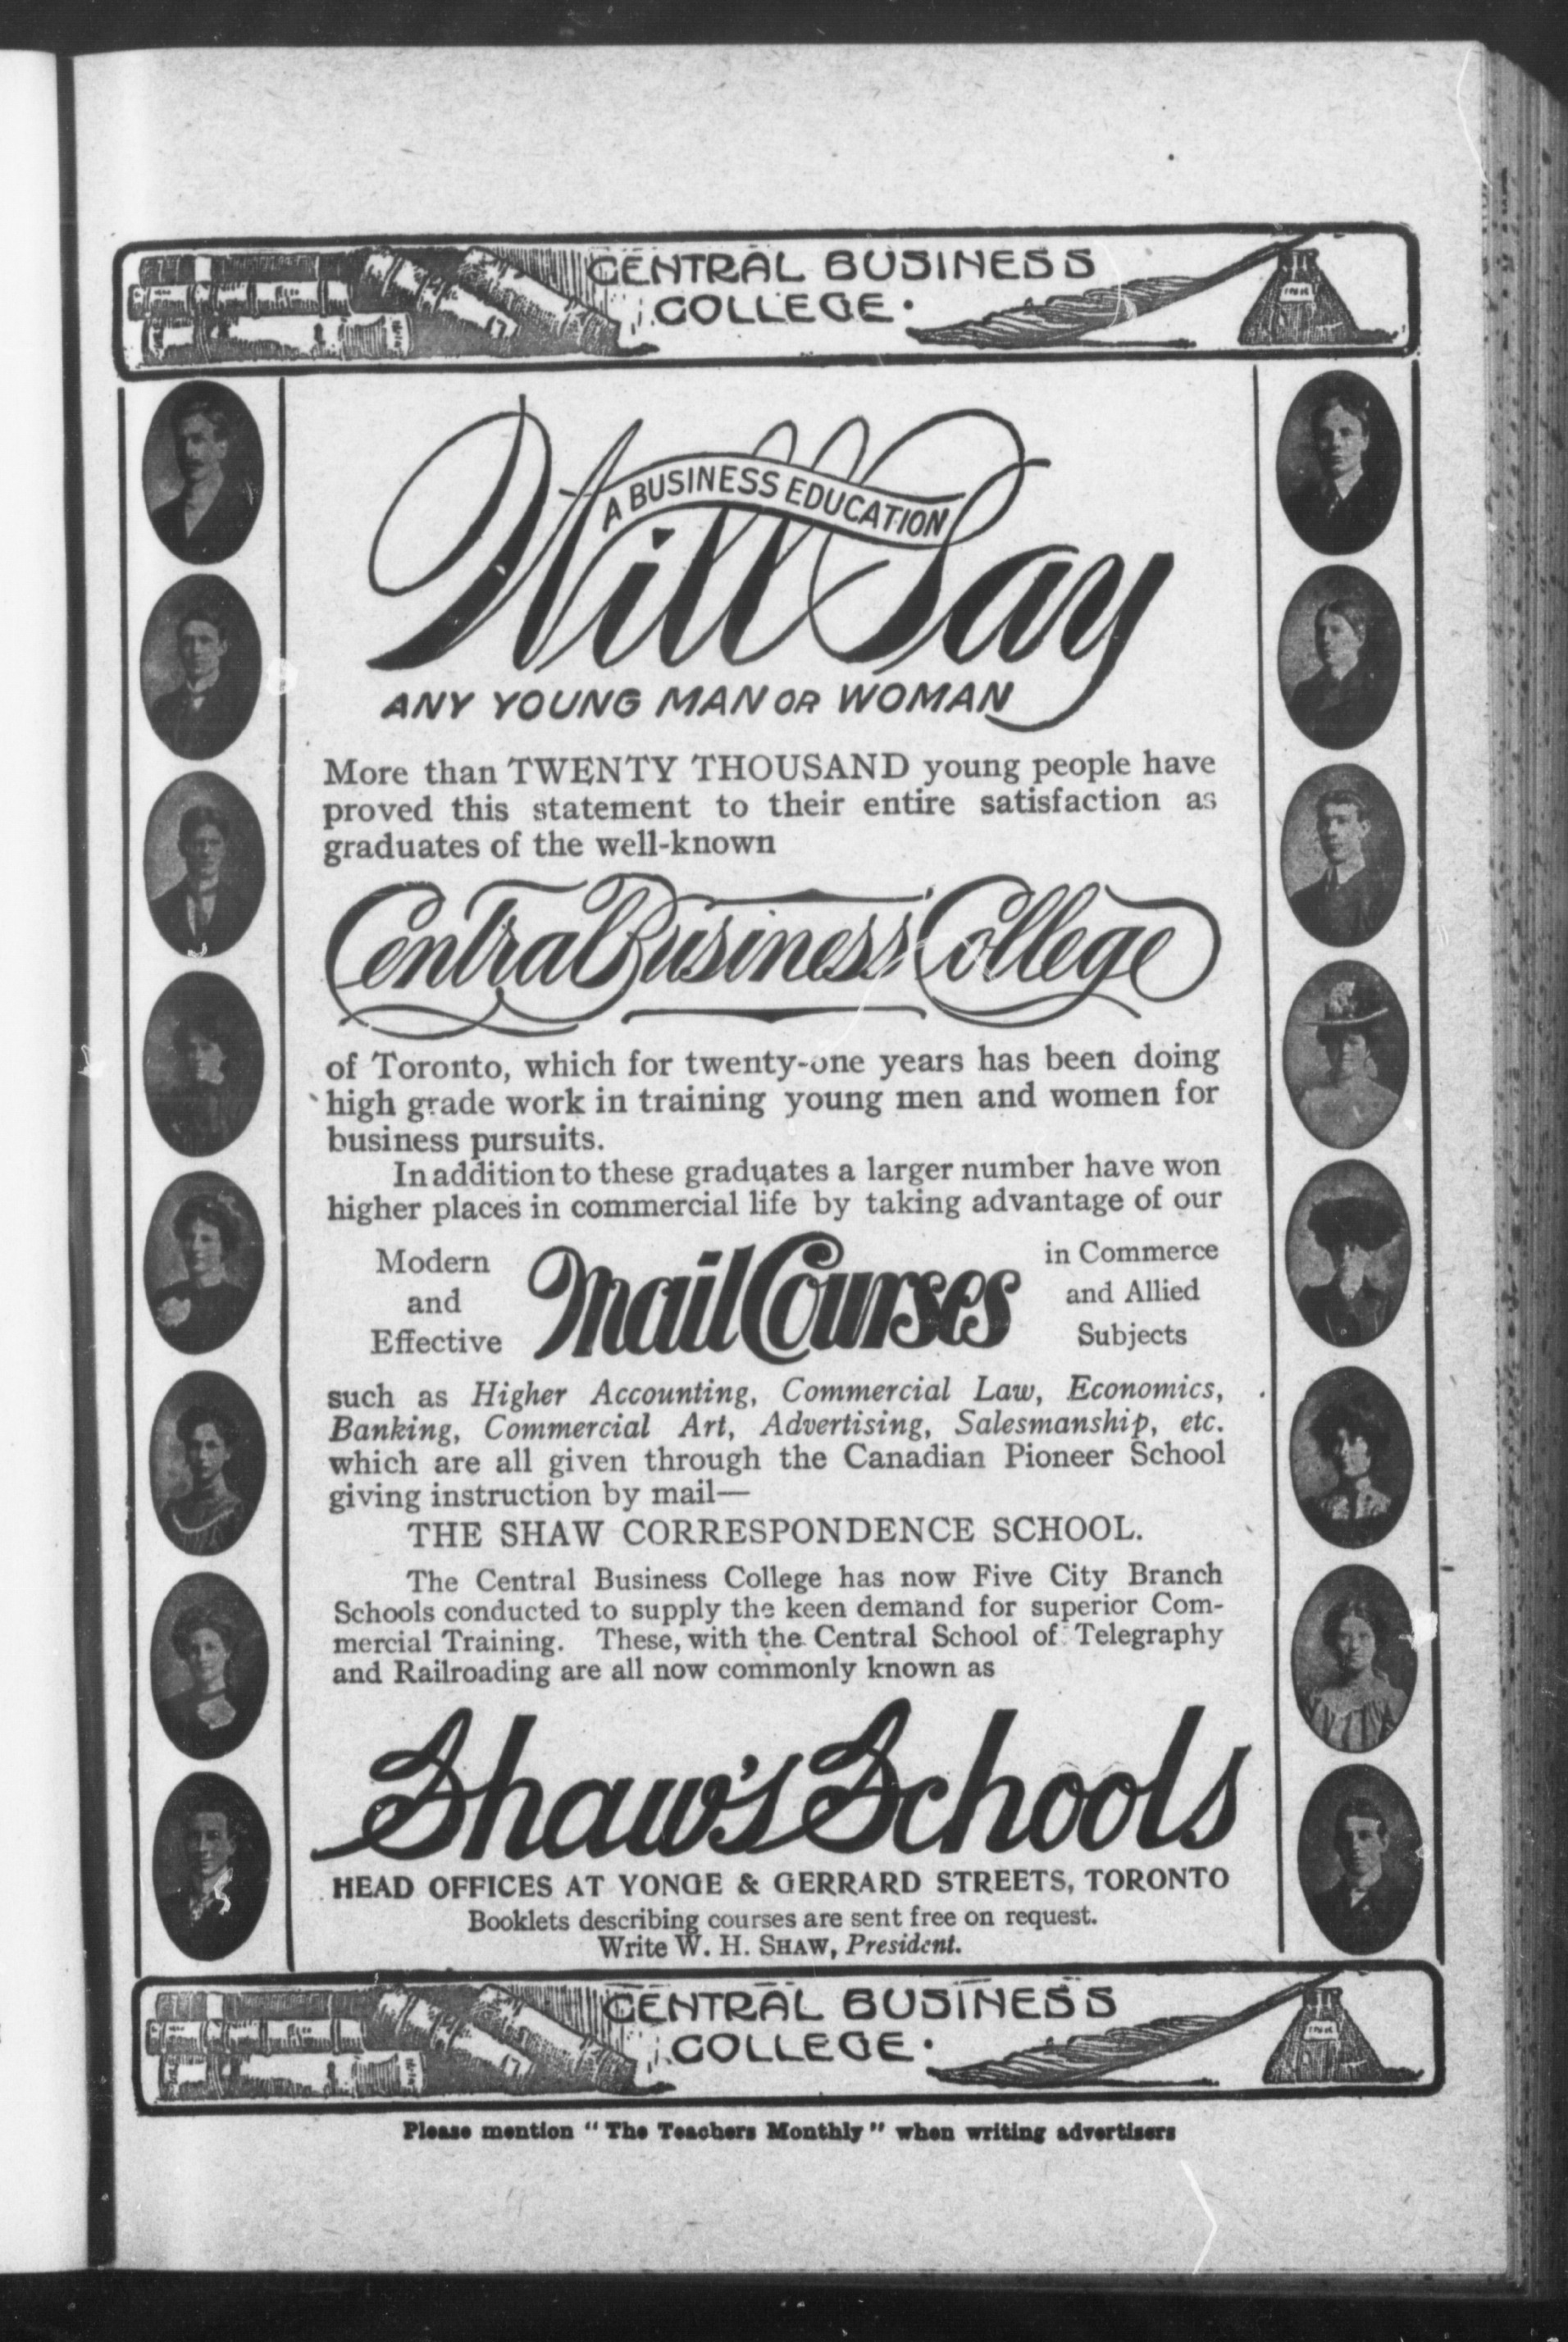 CENTRAL BUSINESS
COLLEGE.
INK
A BUSINESS EDUCATION
Will Pay
ANY YOUNG MAN OR WOMAN
More than TWENTY THOUSAND young people have
proved this statement to their entire satisfaction as
graduates of the well-known
Central Business College
of Toronto, which for twenty-one years has been doing
high grade work in training young men and women for
business pursuits.
In addition to these graduates a larger number have won
higher places in commercial life by taking advantage of our
Modern
and
Effective
Mail Courses
in Commerce
and Allied
Subjects
such as Higher Accounting, Commercial Law, Economics,
Banking, Commercial Art, Advertising, Salesmanship, etc.
which are all given through the Canadian Pioneer School
giving instruction by mail—
THE SHAW CORRESPONDENCE SCHOOL.
The Central Business College has now Five City Branch
Schools conducted to supply the keen demand for superior Com-
mercial Training. These, with the Central School of Telegraphy
and Railroading are all now commonly known as
Shaw's Schools
HEAD OFFICES AT YONGE & GERRARD STREETS, TORONTO
Booklets describing courses are sent free on request.
Write W. H. SHAW, President.
CENTRAL BUSINESS
COLLEGE.
INK
Please mention "The Teachers Monthly" when writing advertisers